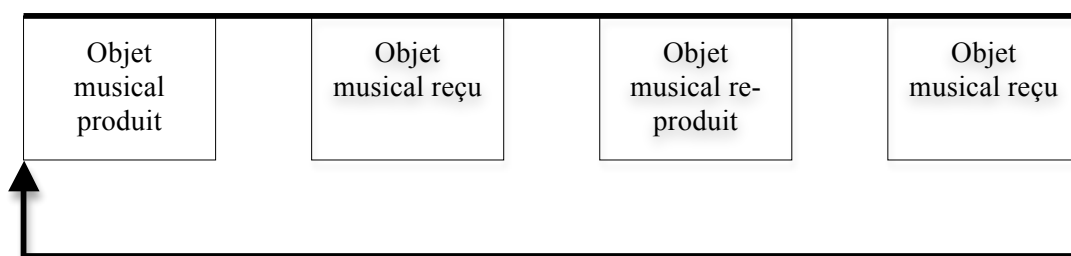 Objet
musical
produit
Objet
musical reçu
Objet
musical re-
produit
Objet
musical reçu